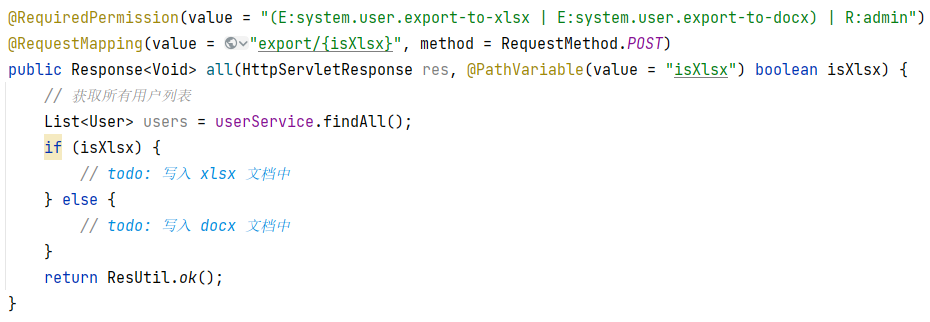 @RequiredPermission(value = "(E:system.user.export-to-xlsx | E:system.user.export-to-docx) | R:admin")
@RequestMapping(value = "export/{isXlsx}", method = RequestMethod.POST)
public Response<Void> all(HttpServletResponse res, @PathVariable(value = "isXlsx") boolean isXlsx) {
    // 获取所有用户列表
    List<User> users = userService.findAll();
    if (isXlsx) {
        // todo: 写入 xlsx 文档中
    } else {
        // todo: 写入 docx 文档中
    }
    return ResUtil.ok();
}